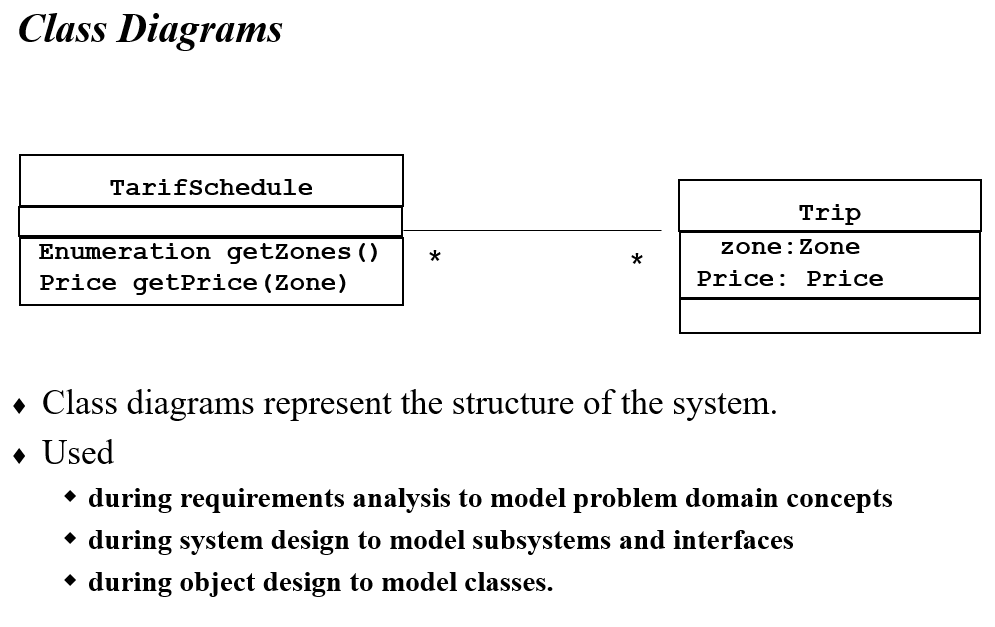 Class Diagrams
TarifSchedule
Enumeration getZones()
Price getPrice(Zone)
*
*
Trip
zone:Zone
Price: Price
♦ Class diagrams represent the structure of the system.
♦ Used
◆ during requirements analysis to model problem domain concepts
◆ during system design to model subsystems and interfaces
◆ during object design to model classes.